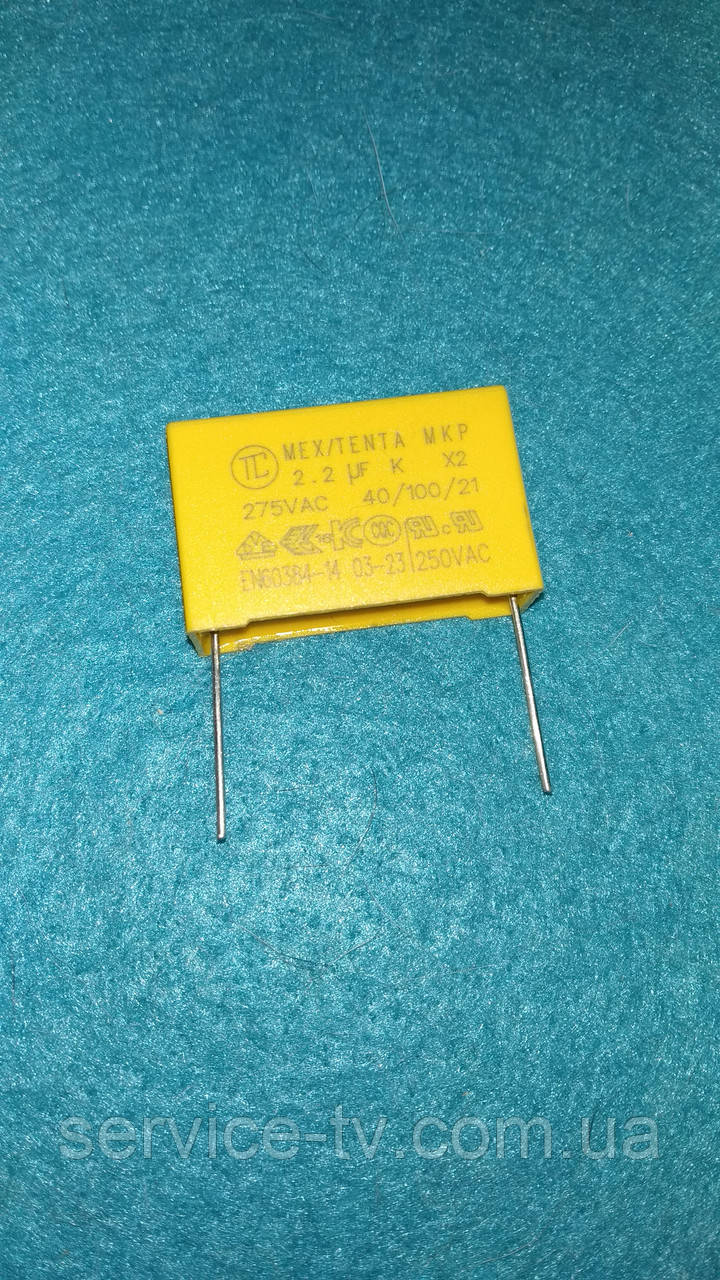 TC MEX/TENTA MKP
2.2 µF K X2
275VAC 40/100/21
EN60384-14 03-23 250VAC
service-tv.com.ua